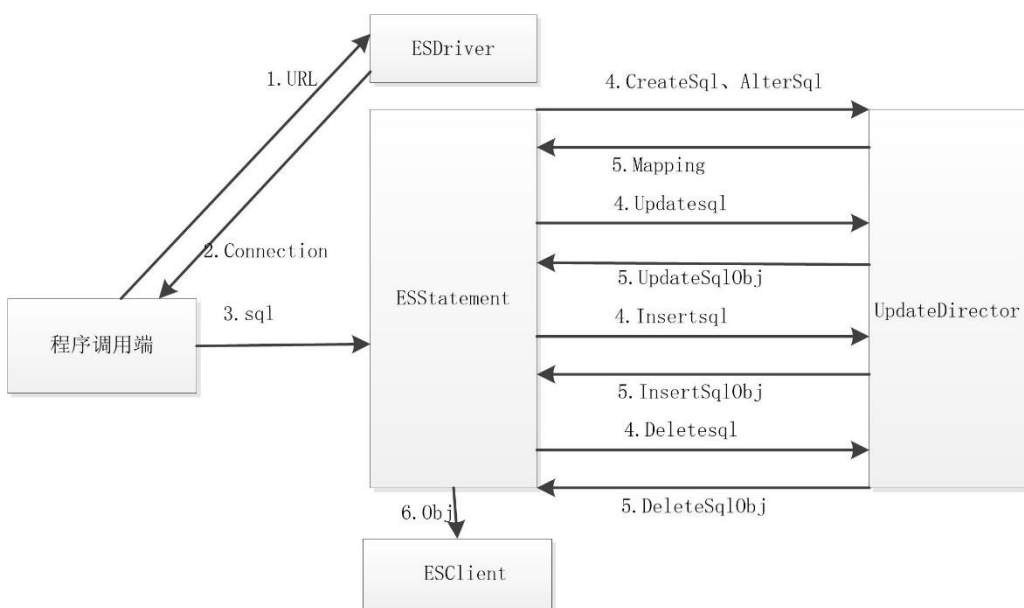 ESDriver
1.URL
4.CreateSql、AlterSql
5.Mapping
4.Updatesql
2.Connection
5.UpdateSqlObj
ESStatement
3.sql
4.Insertsql
UpdateDirector
程序调用端
5.InsertSqlObj
4.Deletesql
5.DeleteSqlObj
6.Obj
ESClient